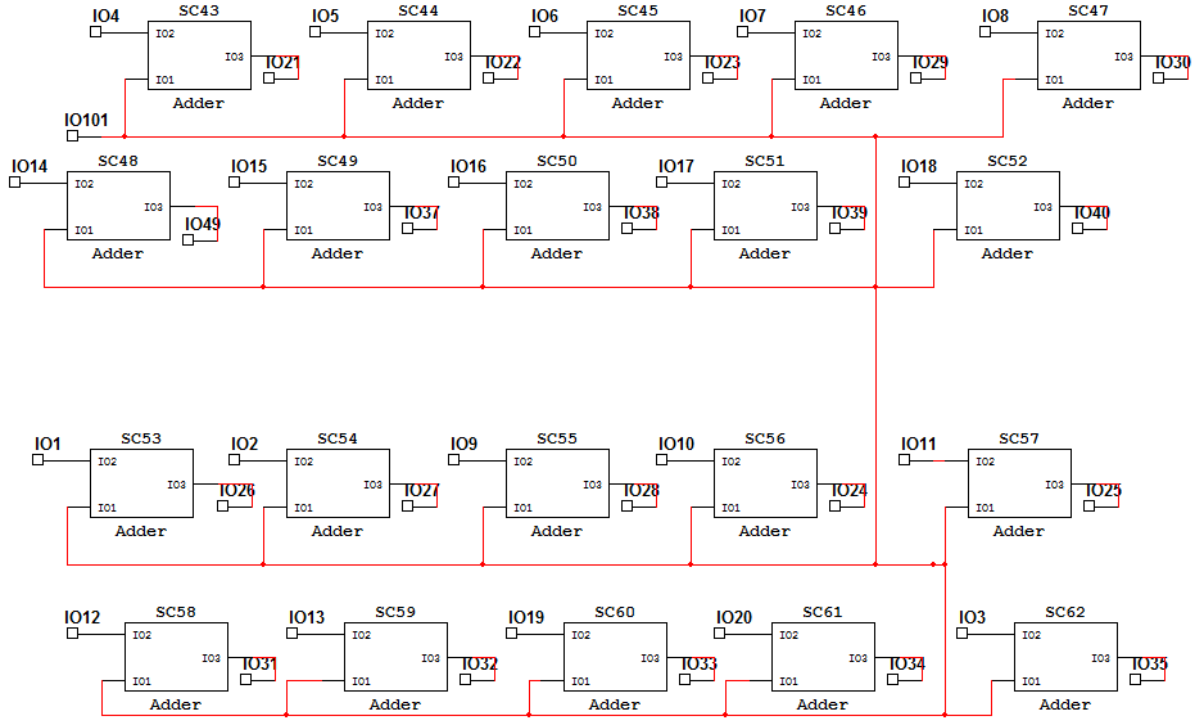 SC43 SC44 SC45 SC46 SC47
IO4 IO5 IO6 IO7 IO8
IO2 IO2 IO2 IO2 IO2
IO3 IO3 IO3 IO3 IO3
IO21 IO22 IO23 IO29 IO30
IO1 IO1 IO1 IO1 IO1
Adder Adder Adder Adder Adder
IO101
SC48 SC49 SC50 SC51 SC52
IO14 IO15 IO16 IO17 IO18
IO2 IO2 IO2 IO2 IO2
IO3 IO3 IO3 IO3 IO3
IO49 IO37 IO38 IO39 IO40
IO1 IO1 IO1 IO1 IO1
Adder Adder Adder Adder Adder
SC53 SC54 SC55 SC56 SC57
IO1 IO2 IO9 IO10 IO11
IO2 IO2 IO2 IO2 IO2
IO3 IO3 IO3 IO3 IO3
IO26 IO27 IO28 IO24 IO25
IO1 IO1 IO1 IO1 IO1
Adder Adder Adder Adder Adder
SC58 SC59 SC60 SC61 SC62
IO12 IO13 IO19 IO20 IO3
IO2 IO2 IO2 IO2 IO2
IO3 IO3 IO3 IO3 IO3
IO31 IO32 IO33 IO34 IO35
IO1 IO1 IO1 IO1 IO1
Adder Adder Adder Adder Adder